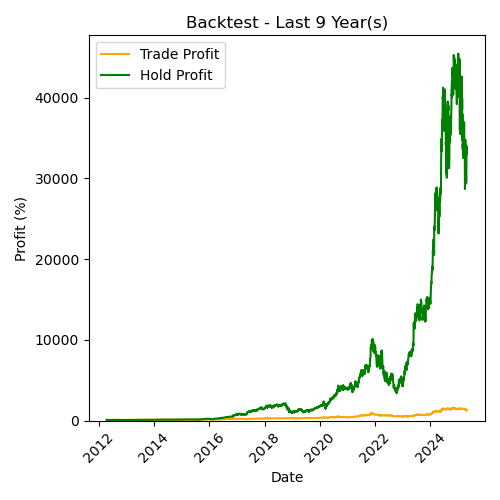 Backtest - Last 9 Year(s)
Trade Profit
Hold Profit
Profit (%)
40000
30000
20000
10000
0
2012
2014
2016
2018
2020
2022
2024
Date